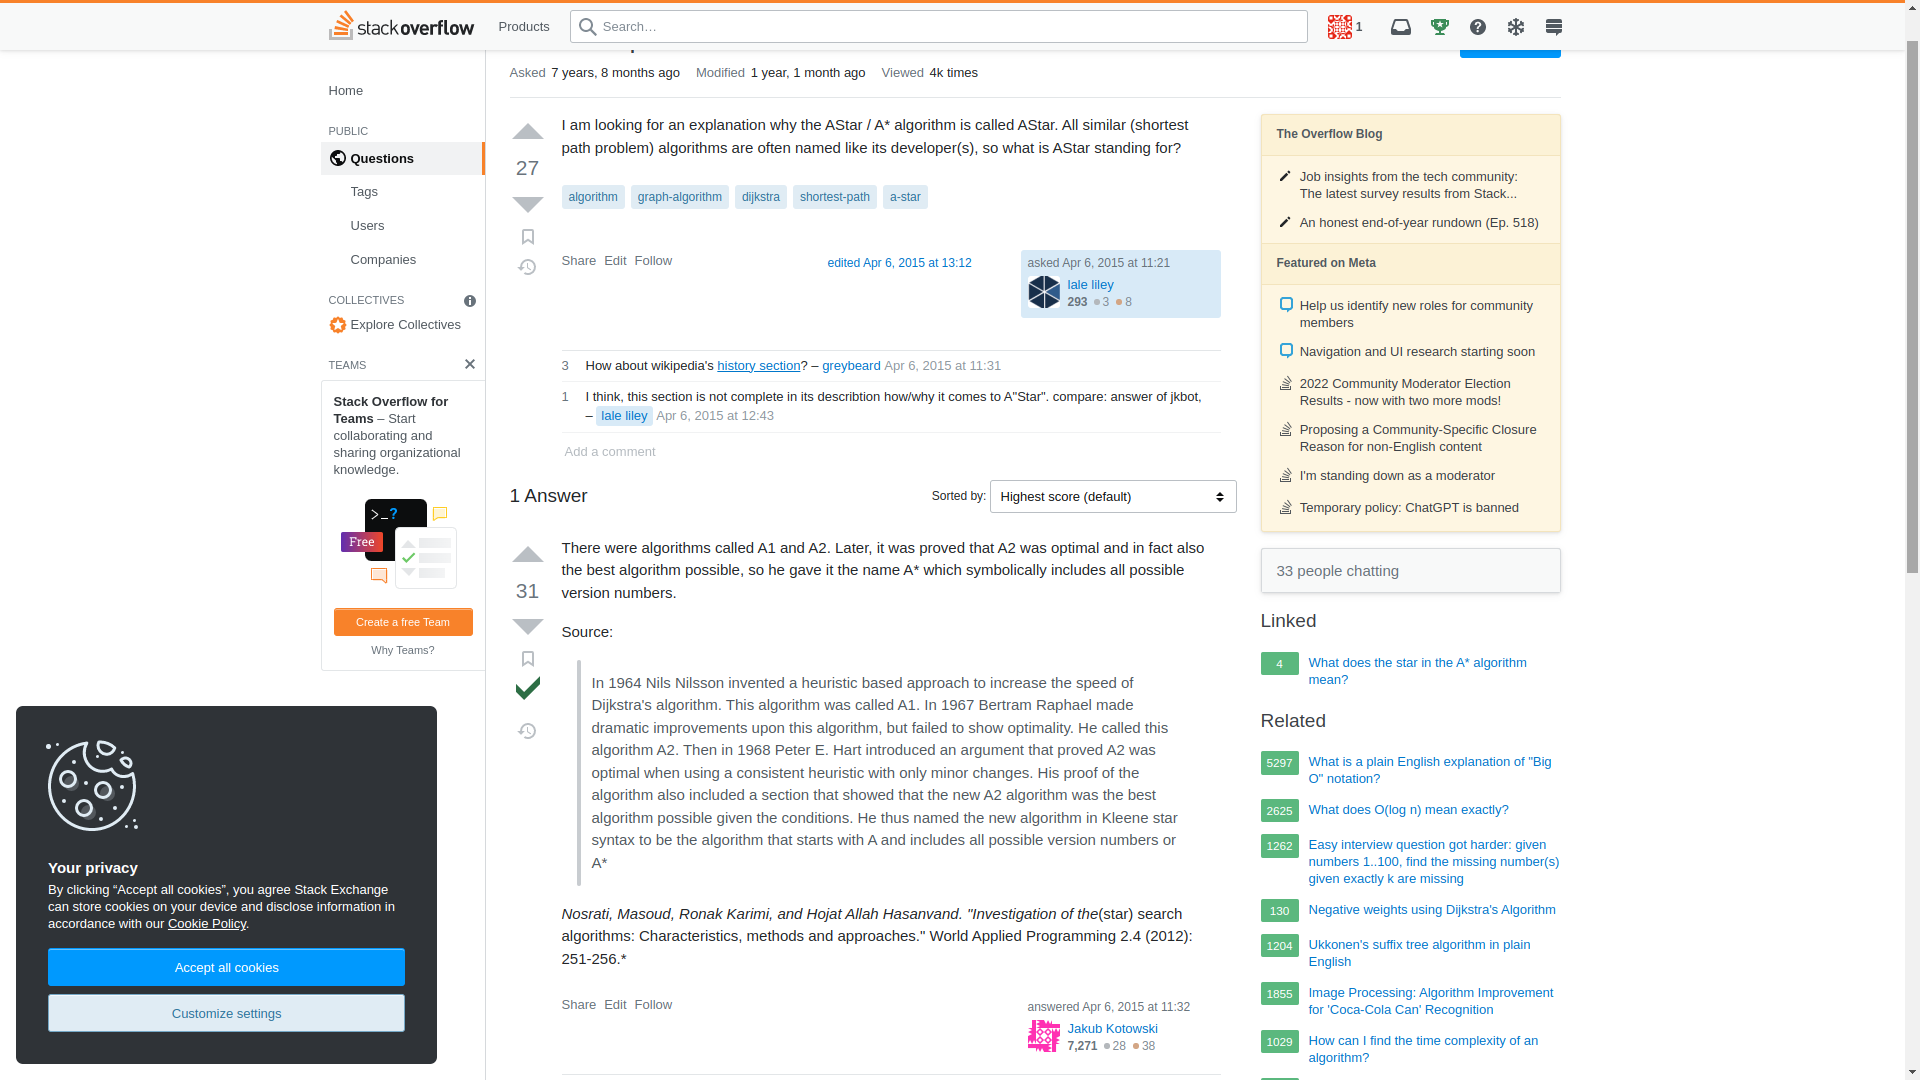 stack overflow
Products
Search…
1
Asked 7 years, 8 months ago Modified 1 year, 1 month ago Viewed 4k times
Home
PUBLIC
Questions
Tags
Users
Companies
COLLECTIVES
Explore Collectives
TEAMS
Stack Overflow for
Teams – Start
collaborating and
sharing organizational
knowledge.
>_?
Free
Create a free Team
Why Teams?
27
I am looking for an explanation why the AStar / A* algorithm is called AStar. All similar (shortest
path problem) algorithms are often named like its developer(s), so what is AStar standing for?
algorithm graph-algorithm dijkstra shortest-path a-star
Share Edit Follow
edited Apr 6, 2015 at 13:12
asked Apr 6, 2015 at 11:21
lale liley
293 3 8
3 How about wikipedia's history section? – greybeard Apr 6, 2015 at 11:31
1 I think, this section is not complete in its describtion how/why it comes to A"Star". compare: answer of jkbot,
– lale liley Apr 6, 2015 at 12:43
Add a comment
1 Answer
Sorted by: Highest score (default)
31
There were algorithms called A1 and A2. Later, it was proved that A2 was optimal and in fact also
the best algorithm possible, so he gave it the name A* which symbolically includes all possible
version numbers.
Source:
In 1964 Nils Nilsson invented a heuristic based approach to increase the speed of
Dijkstra's algorithm. This algorithm was called A1. In 1967 Bertram Raphael made
dramatic improvements upon this algorithm, but failed to show optimality. He called this
algorithm A2. Then in 1968 Peter E. Hart introduced an argument that proved A2 was
optimal when using a consistent heuristic with only minor changes. His proof of the
algorithm also included a section that showed that the new A2 algorithm was the best
algorithm possible given the conditions. He thus named the new algorithm in Kleene star
syntax to be the algorithm that starts with A and includes all possible version numbers or
A*
Nosrati, Masoud, Ronak Karimi, and Hojat Allah Hasanvand. "Investigation of the(star) search
algorithms: Characteristics, methods and approaches." World Applied Programming 2.4 (2012):
251-256.*
Share Edit Follow
answered Apr 6, 2015 at 11:32
Jakub Kotowski
7,271 28 38
The Overflow Blog
Job insights from the tech community:
The latest survey results from Stack...
An honest end-of-year rundown (Ep. 518)
Featured on Meta
Help us identify new roles for community
members
Navigation and UI research starting soon
2022 Community Moderator Election
Results - now with two more mods!
Proposing a Community-Specific Closure
Reason for non-English content
I'm standing down as a moderator
Temporary policy: ChatGPT is banned
33 people chatting
Linked
4 What does the star in the A* algorithm
mean?
Related
5297 What is a plain English explanation of "Big
O" notation?
2625 What does O(log n) mean exactly?
1262 Easy interview question got harder: given
numbers 1..100, find the missing number(s)
given exactly k are missing
130 Negative weights using Dijkstra's Algorithm
1204 Ukkonen's suffix tree algorithm in plain
English
1855 Image Processing: Algorithm Improvement
for 'Coca-Cola Can' Recognition
1029 How can I find the time complexity of an
algorithm?
Your privacy
By clicking “Accept all cookies”, you agree Stack Exchange
can store cookies on your device and disclose information in
accordance with our Cookie Policy.
Accept all cookies
Customize settings